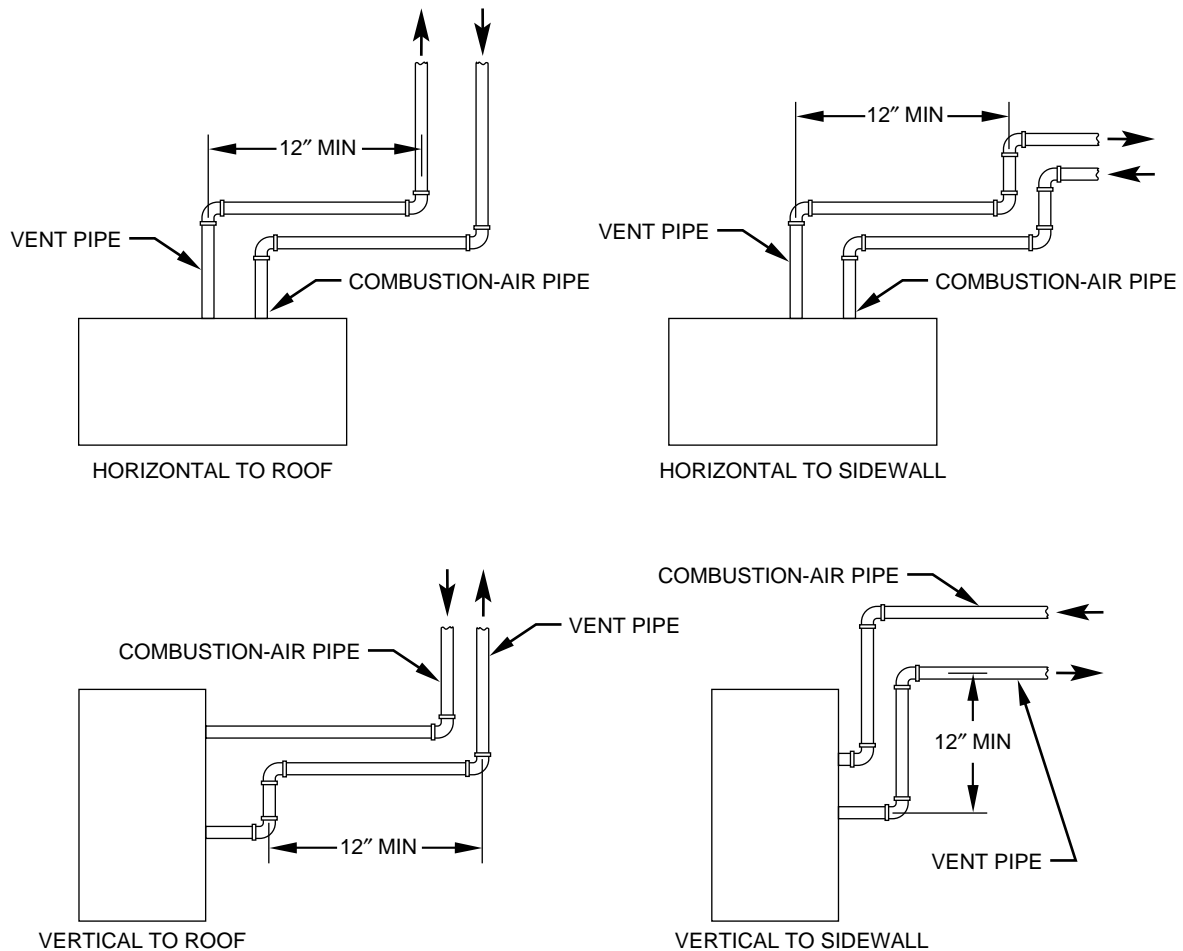 12″ MIN
VENT PIPE
COMBUSTION-AIR PIPE
HORIZONTAL TO ROOF
12″ MIN
VENT PIPE
COMBUSTION-AIR PIPE
HORIZONTAL TO SIDEWALL
COMBUSTION-AIR PIPE
VENT PIPE
12″ MIN
VERTICAL TO ROOF
COMBUSTION-AIR PIPE
12″ MIN
VENT PIPE
VERTICAL TO SIDEWALL